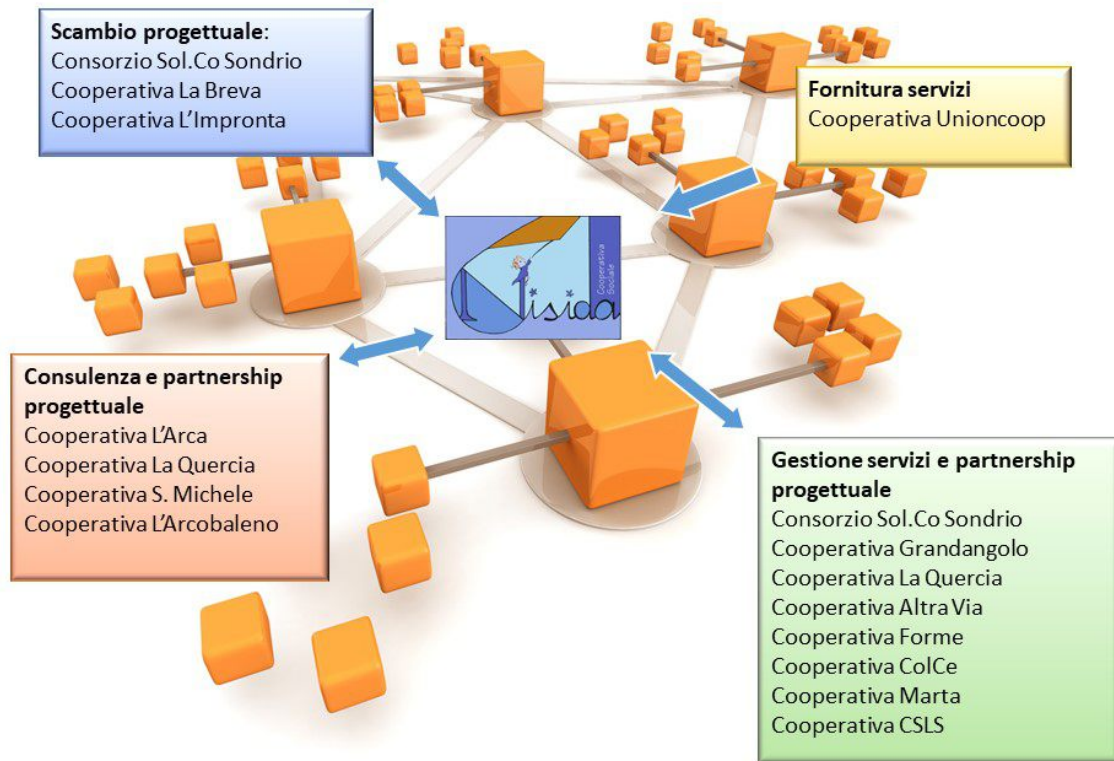 Scambio progettuale:
Consorzio Sol.Co Sondrio
Cooperativa La Breva
Cooperativa L'Impronta
Fornitura servizi
Cooperativa Unioncoop
Nisida
Cooperativa
Sociale
Consulenza e partnership
progettuale
Cooperativa L'Arca
Cooperativa La Quercia
Cooperativa S. Michele
Cooperativa L'Arcobaleno
Gestione servizi e partnership
progettuale
Consorzio Sol.Co Sondrio
Cooperativa Grandangolo
Cooperativa La Quercia
Cooperativa Altra Via
Cooperativa Forme
Cooperativa ColCe
Cooperativa Marta
Cooperativa CSLS